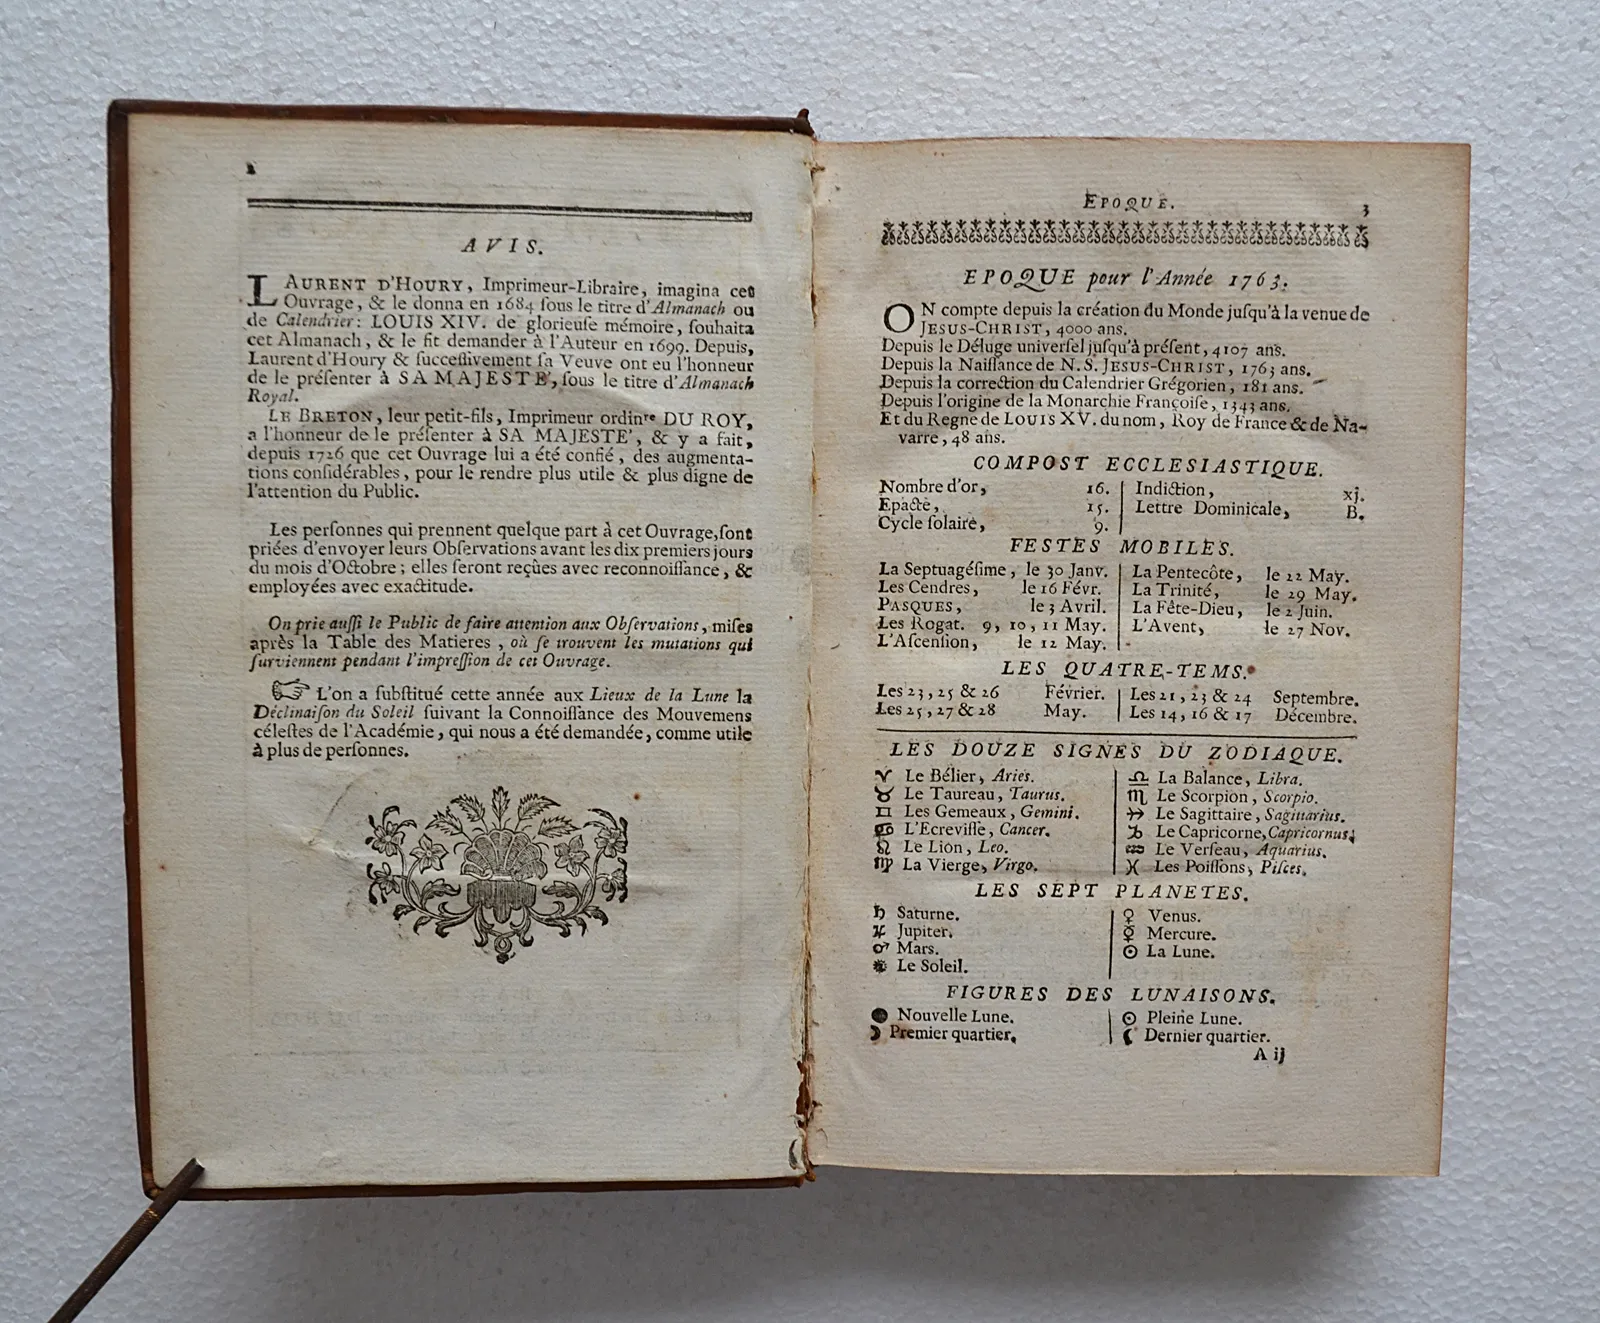 2
AVIS.
LAURENT D'HOURY, Imprimeur-Libraire, imagina cet
Ouvrage, & le donna en 1684 ſous le titre d'Almanach ou
de Calendrier: LOUIS XIV. de glorieuſe mémoire, ſouhaita
cet Almanach, & le fit demander à l'Auteur en 1699. Depuis,
Laurent d'Houry & ſucceſſivement ſa Veuve ont eu l'honneur
de le préſenter à SA MAJESTE', ſous le titre d'Almanach
Royal.
LE BRETON, leur petit-fils, Imprimeur ordinre DU ROY,
a l'honneur de le préſenter à SA MAJESTE', & y a fait,
depuis 1726 que cet Ouvrage lui a été confié, des augmenta-
tions conſidérables, pour le rendre plus utile & plus digne de
l'attention du Public.
Les perſonnes qui prennent quelque part à cet Ouvrage, ſont
priées d'envoyer leurs Obſervations avant les dix premiers jours
du mois d'Octobre; elles ſeront reçûes avec reconnoiſſance, &
employées avec exactitude.
On prie auſſi le Public de faire attention aux Obſervations, miſes
après la Table des Matieres, où ſe trouvent les mutations qui
ſurviennent pendant l'impreſſion de cet Ouvrage.
☞ L'on a ſubſtitué cette année aux Lieux de la Lune la
Déclinaiſon du Soleil ſuivant la Connoiſſance des Mouvemens
céleſtes de l'Académie, qui nous a été demandée, comme utile
à plus de perſonnes.
EPOQUE. 3
EPOQUE pour l'Année 1763.
ON compte depuis la création du Monde juſqu'à la venue de
JESUS-CHRIST, 4000 ans.
Depuis le Déluge univerſel juſqu'à préſent, 4107 ans.
Depuis la Naiſſance de N. S. JESUS-CHRIST, 1763 ans.
Depuis la correction du Calendrier Grégorien, 181 ans.
Depuis l'origine de la Monarchie Françoiſe, 1343 ans.
Et du Regne de LOUIS XV. du nom, Roy de France & de Na-
varre, 48 ans.
COMPOST ECCLESIASTIQUE.
Nombre d'or, 16. Indiction, xj.
Epacte, 15. Lettre Dominicale, B.
Cycle ſolaire, 9.
FESTES MOBILES.
La Septuagéſime, le 30 Janv. La Pentecôte, le 22 May.
Les Cendres, le 16 Févr. La Trinité, le 29 May.
PASQUES, le 3 Avril. La Fête-Dieu, le 2 Juin.
Les Rogat. 9, 10, 11 May. L'Avent, le 27 Nov.
L'Aſcenſion, le 12 May.
LES QUATRE-TEMS.
Les 23, 25 & 26 Février. Les 21, 23 & 24 Septembre.
Les 25, 27 & 28 May. Les 14, 16 & 17 Décembre.
LES DOUZE SIGNES DU ZODIAQUE.
♈ Le Bélier, Aries. ♎ La Balance, Libra.
♉ Le Taureau, Taurus. ♏ Le Scorpion, Scorpio.
♊ Les Gemeaux, Gemini. ♐ Le Sagittaire, Sagittarius.
♋ L'Ecreviſſe, Cancer. ♑ Le Capricorne, Capricornus.
♌ Le Lion, Leo. ♒ Le Verſeau, Aquarius.
♍ La Vierge, Virgo. ♓ Les Poiſſons, Piſces.
LES SEPT PLANETES.
♄ Saturne. ♀ Venus.
♃ Jupiter. ☿ Mercure.
♂ Mars. ☉ La Lune.
☀ Le Soleil.
FIGURES DES LUNAISONS.
● Nouvelle Lune. ☉ Pleine Lune.
☽ Premier quartier. ☾ Dernier quartier.
A ij